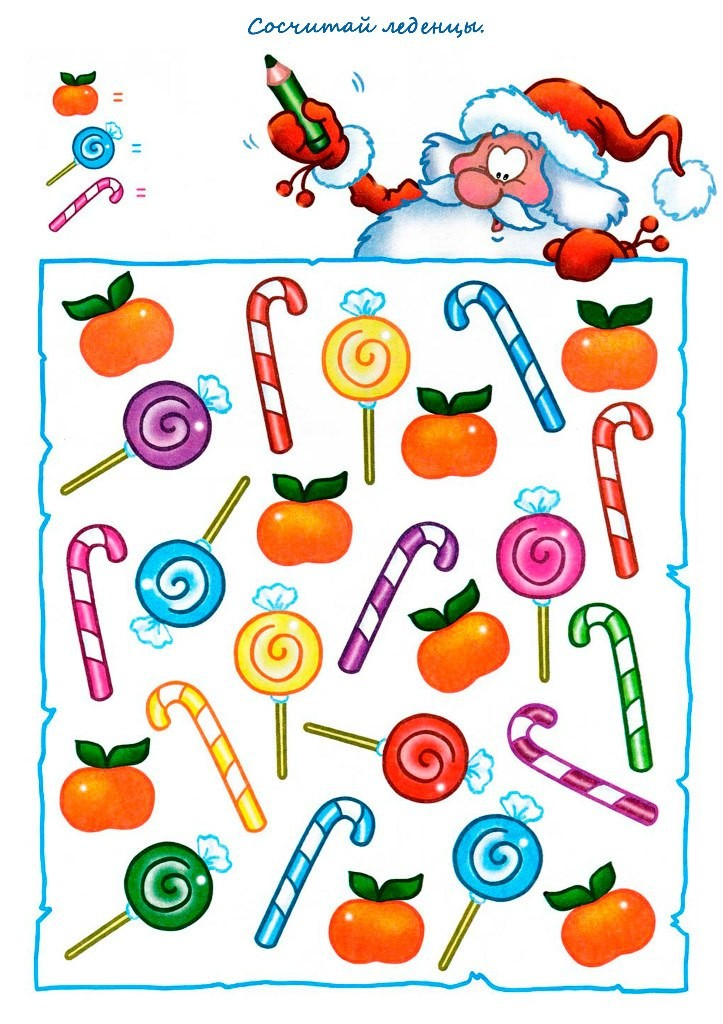 Сосчитай леденцы.
=
=
=